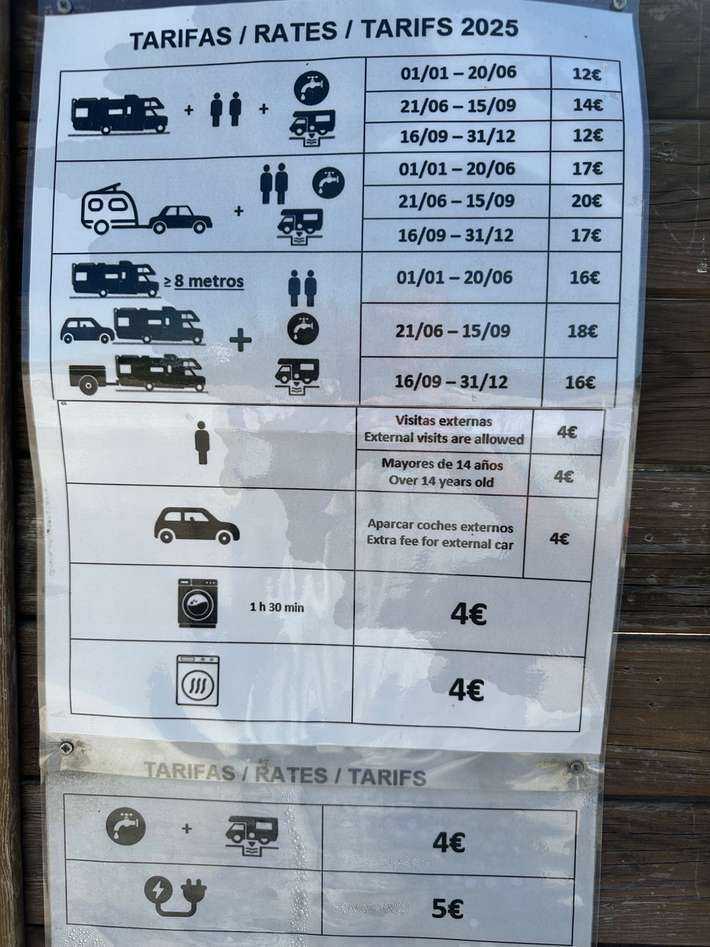 TARIFAS / RATES / TARIFS 2025
+ + 01/01 – 20/06 12€
21/06 – 15/09 14€
16/09 – 31/12 12€
+ 01/01 – 20/06 17€
21/06 – 15/09 20€
16/09 – 31/12 17€
≥ 8 metros 01/01 – 20/06 16€
+ 21/06 – 15/09 18€
16/09 – 31/12 16€
Visitas externas
External visits are allowed 4€
Mayores de 14 años
Over 14 years old 4€
Aparcar coches externos
Extra fee for external car 4€
1 h 30 min 4€
4€
TARIFAS / RATES / TARIFS
+ 4€
5€